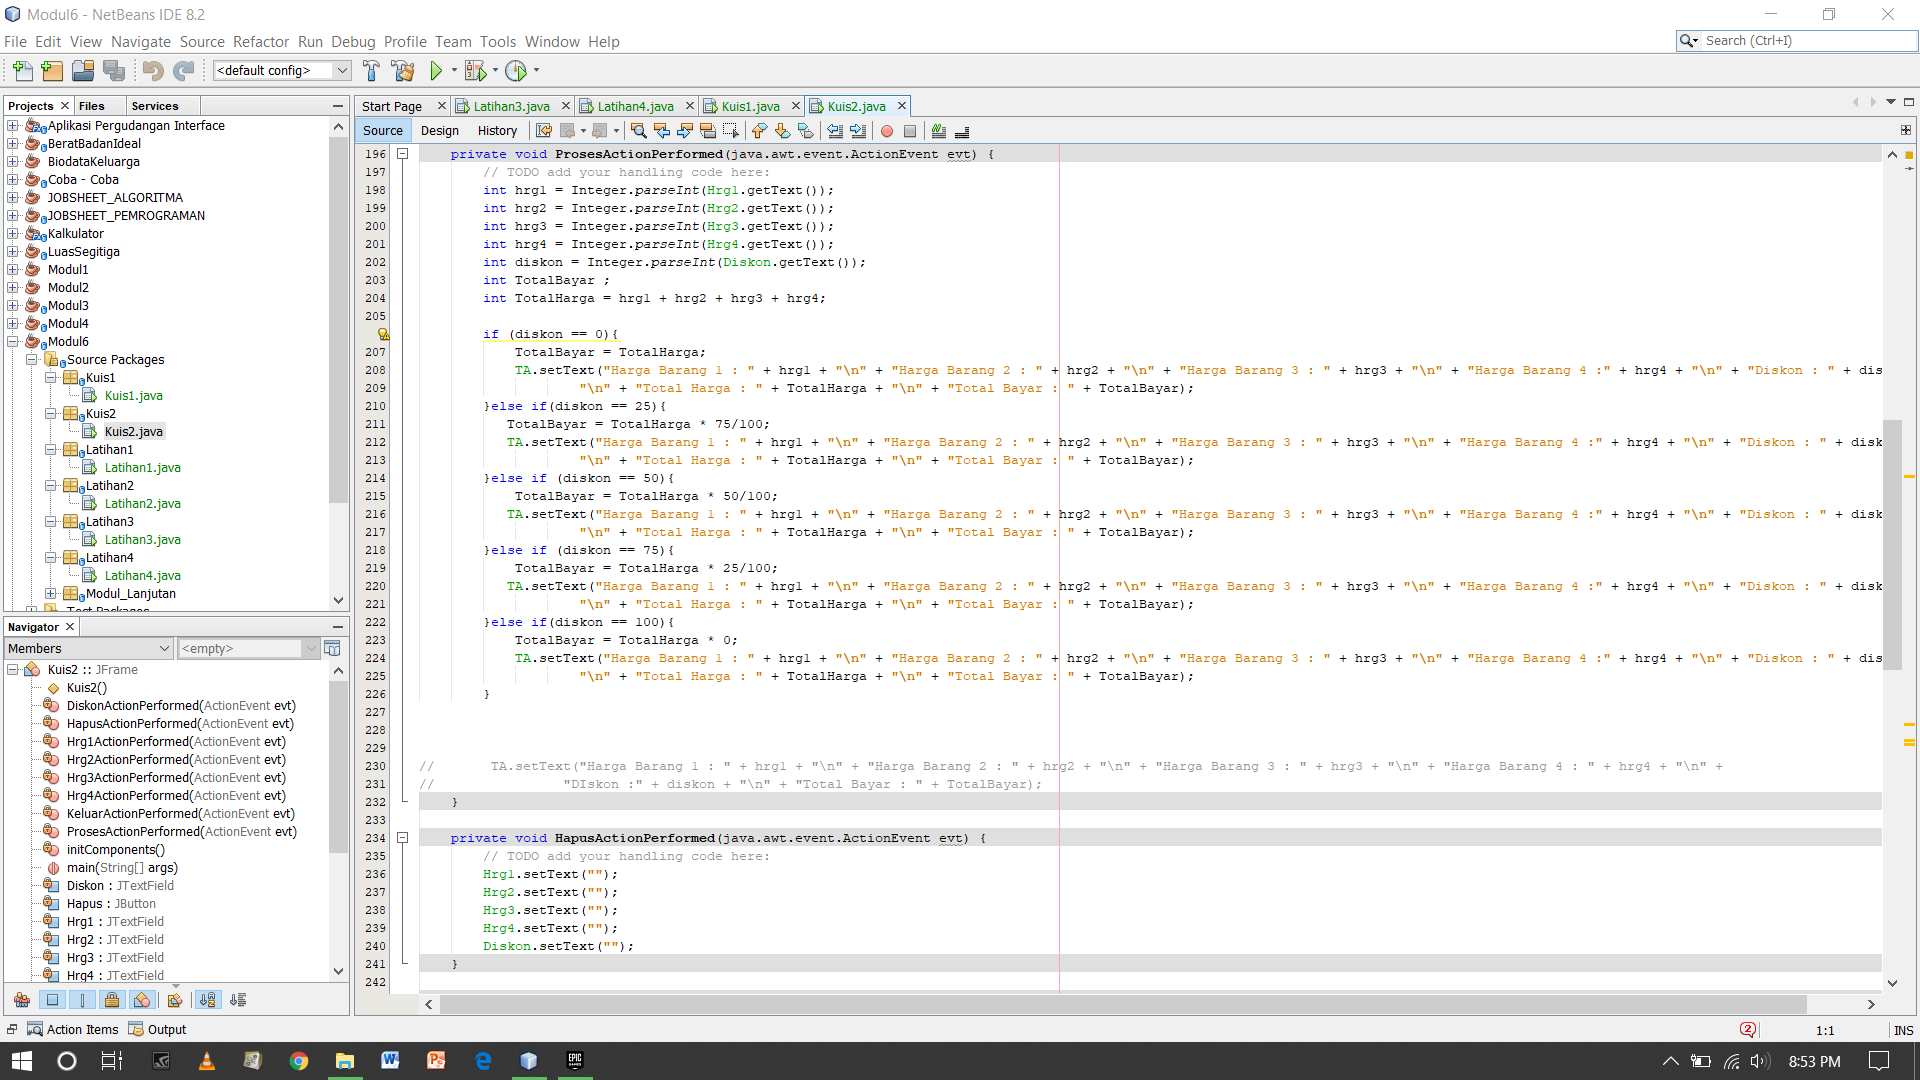 Modul6 - NetBeans IDE 8.2
File Edit View Navigate Source Refactor Run Debug Profile Team Tools Window Help
Search (Ctrl+I)
<default config>
Projects Files Services
Aplikasi Pergudangan Interface
BeratBadanIdeal
BiodataKeluarga
Coba - Coba
JOBSHEET_ALGORITMA
JOBSHEET_PEMROGRAMAN
Kalkulator
LuasSegitiga
Modul1
Modul2
Modul3
Modul4
Modul6
Source Packages
Kuis1
Kuis1.java
Kuis2
Kuis2.java
Latihan1
Latihan1.java
Latihan2
Latihan2.java
Latihan3
Latihan3.java
Latihan4
Latihan4.java
Modul_Lanjutan
Test Packages
Navigator
Members <empty>
Kuis2 :: JFrame
Kuis2()
DiskonActionPerformed(ActionEvent evt)
HapusActionPerformed(ActionEvent evt)
Hrg1ActionPerformed(ActionEvent evt)
Hrg2ActionPerformed(ActionEvent evt)
Hrg3ActionPerformed(ActionEvent evt)
Hrg4ActionPerformed(ActionEvent evt)
KeluarActionPerformed(ActionEvent evt)
ProsesActionPerformed(ActionEvent evt)
initComponents()
main(String[] args)
Diskon : JTextField
Hapus : JButton
Hrg1 : JTextField
Hrg2 : JTextField
Hrg3 : JTextField
Hrg4 : JTextField
Start Page Latihan3.java Latihan4.java Kuis1.java Kuis2.java
Source Design History
196 private void ProsesActionPerformed(java.awt.event.ActionEvent evt) {
197 // TODO add your handling code here:
198 int hrg1 = Integer.parseInt(Hrg1.getText());
199 int hrg2 = Integer.parseInt(Hrg2.getText());
200 int hrg3 = Integer.parseInt(Hrg3.getText());
201 int hrg4 = Integer.parseInt(Hrg4.getText());
202 int diskon = Integer.parseInt(Diskon.getText());
203 int TotalBayar ;
204 int TotalHarga = hrg1 + hrg2 + hrg3 + hrg4;
205
if (diskon == 0){
207 TotalBayar = TotalHarga;
208 TA.setText("Harga Barang 1 : " + hrg1 + "\n" + "Harga Barang 2 : " + hrg2 + "\n" + "Harga Barang 3 : " + hrg3 + "\n" + "Harga Barang 4 :" + hrg4 + "\n" + "Diskon : " + dis
209 "\n" + "Total Harga : " + TotalHarga + "\n" + "Total Bayar : " + TotalBayar);
210 }else if(diskon == 25){
211 TotalBayar = TotalHarga * 75/100;
212 TA.setText("Harga Barang 1 : " + hrg1 + "\n" + "Harga Barang 2 : " + hrg2 + "\n" + "Harga Barang 3 : " + hrg3 + "\n" + "Harga Barang 4 :" + hrg4 + "\n" + "Diskon : " + disk
213 "\n" + "Total Harga : " + TotalHarga + "\n" + "Total Bayar : " + TotalBayar);
214 }else if (diskon == 50){
215 TotalBayar = TotalHarga * 50/100;
216 TA.setText("Harga Barang 1 : " + hrg1 + "\n" + "Harga Barang 2 : " + hrg2 + "\n" + "Harga Barang 3 : " + hrg3 + "\n" + "Harga Barang 4 :" + hrg4 + "\n" + "Diskon : " + disk
217 "\n" + "Total Harga : " + TotalHarga + "\n" + "Total Bayar : " + TotalBayar);
218 }else if (diskon == 75){
219 TotalBayar = TotalHarga * 25/100;
220 TA.setText("Harga Barang 1 : " + hrg1 + "\n" + "Harga Barang 2 : " + hrg2 + "\n" + "Harga Barang 3 : " + hrg3 + "\n" + "Harga Barang 4 :" + hrg4 + "\n" + "Diskon : " + disk
221 "\n" + "Total Harga : " + TotalHarga + "\n" + "Total Bayar : " + TotalBayar);
222 }else if(diskon == 100){
223 TotalBayar = TotalHarga * 0;
224 TA.setText("Harga Barang 1 : " + hrg1 + "\n" + "Harga Barang 2 : " + hrg2 + "\n" + "Harga Barang 3 : " + hrg3 + "\n" + "Harga Barang 4 :" + hrg4 + "\n" + "Diskon : " + dis
225 "\n" + "Total Harga : " + TotalHarga + "\n" + "Total Bayar : " + TotalBayar);
226 }
227
228
229
230 // TA.setText("Harga Barang 1 : " + hrg1 + "\n" + "Harga Barang 2 : " + hrg2 + "\n" + "Harga Barang 3 : " + hrg3 + "\n" + "Harga Barang 4 : " + hrg4 + "\n" +
231 // "DIskon :" + diskon + "\n" + "Total Bayar : " + TotalBayar);
232 }
233
234 private void HapusActionPerformed(java.awt.event.ActionEvent evt) {
235 // TODO add your handling code here:
236 Hrg1.setText("");
237 Hrg2.setText("");
238 Hrg3.setText("");
239 Hrg4.setText("");
240 Diskon.setText("");
241 }
242
Action Items Output
2 1:1 INS
8:53 PM